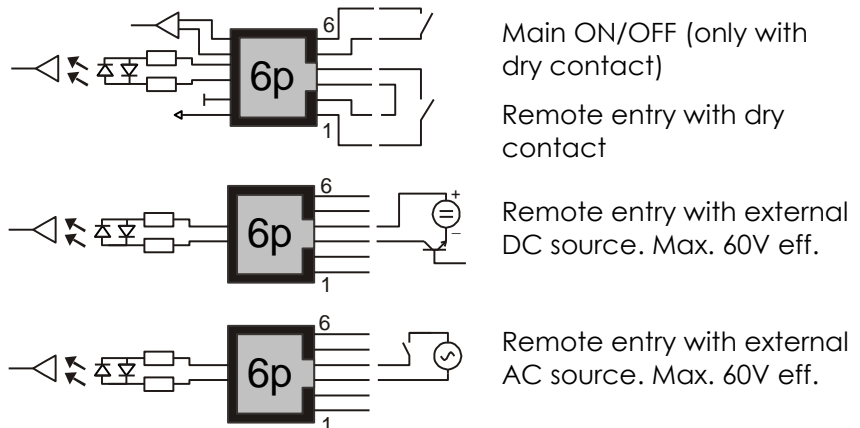 6
6p
1
Main ON/OFF (only with
dry contact)
Remote entry with dry
contact
6
6p
1
+
=
–
Remote entry with external
DC source. Max. 60V eff.
6
6p
1
Remote entry with external
AC source. Max. 60V eff.